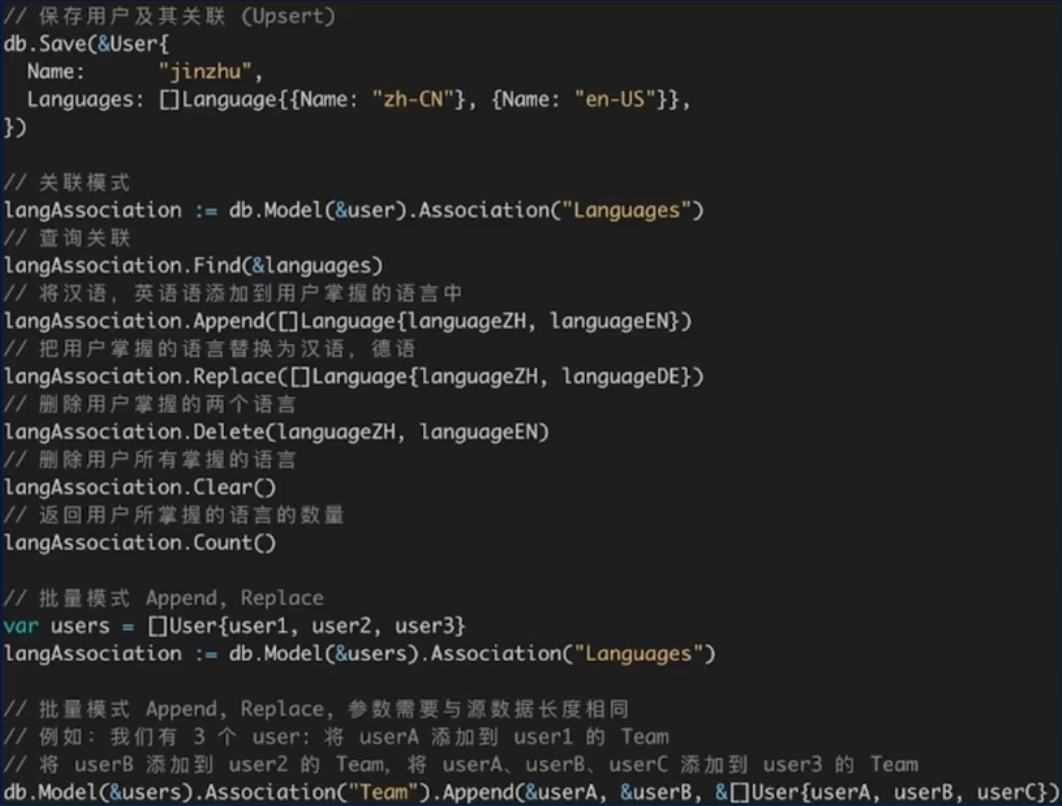 // 保存用户及其关联 (Upsert)
db.Save(&User{
  Name:      "jinzhu",
  Languages: []Language{{Name: "zh-CN"}, {Name: "en-US"}},
})

// 关联模式
langAssociation := db.Model(&user).Association("Languages")
// 查询关联
langAssociation.Find(&languages)
// 将汉语，英语语添加到用户掌握的语言中
langAssociation.Append([]Language{languageZH, languageEN})
// 把用户掌握的语言替换为汉语，德语
langAssociation.Replace([]Language{languageZH, languageDE})
// 删除用户掌握的两个语言
langAssociation.Delete(languageZH, languageEN)
// 删除用户所有掌握的语言
langAssociation.Clear()
// 返回用户所掌握的语言的数量
langAssociation.Count()

// 批量模式 Append, Replace
var users = []User{user1, user2, user3}
langAssociation := db.Model(&users).Association("Languages")

// 批量模式 Append, Replace, 参数需要与源数据长度相同
// 例如：我们有 3 个 user: 将 userA 添加到 user1 的 Team
// 将 userB 添加到 user2 的 Team，将 userA、userB、userC 添加到 user3 的 Team
db.Model(&users).Association("Team").Append(&userA, &userB, &[]User{userA, userB, userC})